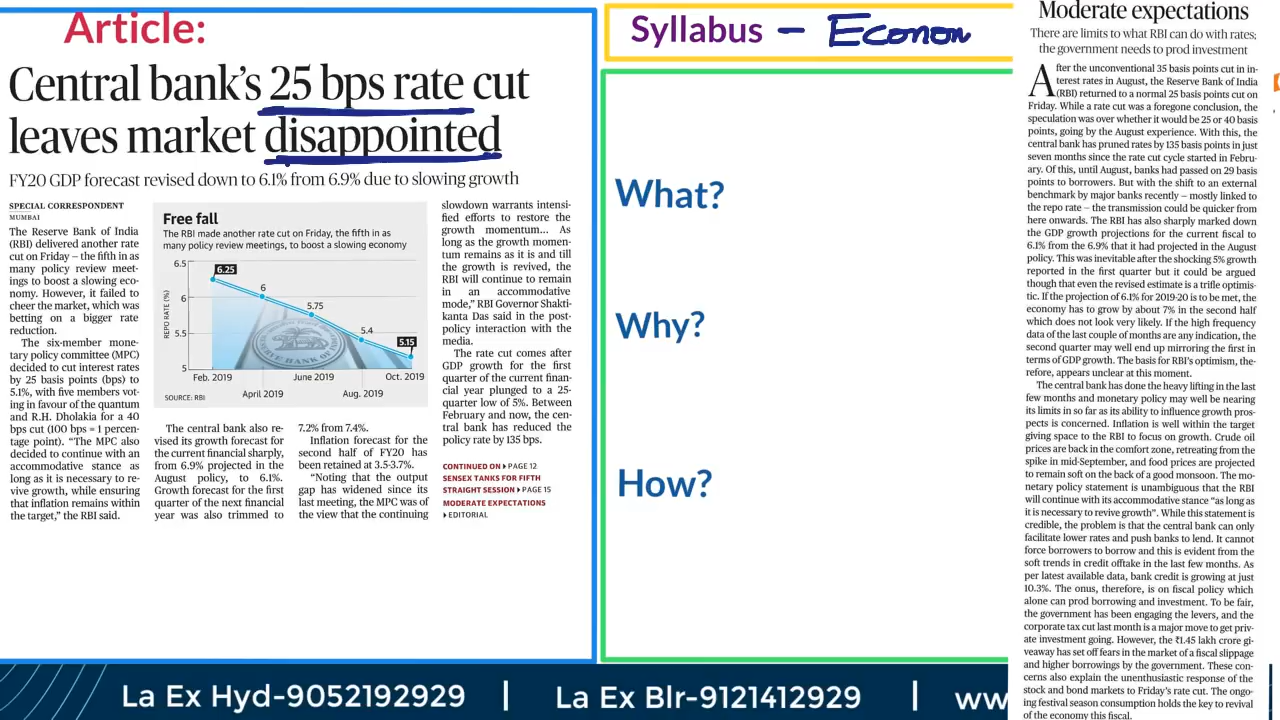 Article:
Central bank's 25 bps rate cut
leaves market disappointed
FY20 GDP forecast revised down to 6.1% from 6.9% due to slowing growth
SPECIAL CORRESPONDENT
MUMBAI
The Reserve Bank of India
(RBI) delivered another rate
cut on Friday – the fifth in as
many policy review meet-
ings to boost a slowing eco-
nomy. However, it failed to
cheer the market, which was
betting on a bigger rate
reduction.
The six-member mone-
tary policy committee (MPC)
decided to cut interest rates
by 25 basis points (bps) to
5.1%, with five members vot-
ing in favour of the quantum
and R.H. Dholakia for a 40
bps cut (100 bps = 1 percen-
tage point). "The MPC also
decided to continue with an
accommodative stance as
long as it is necessary to re-
vive growth, while ensuring
that inflation remains within
the target," the RBI said.
Free fall
The RBI made another rate cut on Friday, the fifth in as
many policy review meetings, to boost a slowing economy
REPO RATE (%)
6.5
6
5.5
5
6.25
6
5.75
5.4
5.15
Feb. 2019
April 2019
June 2019
Aug. 2019
Oct. 2019
SOURCE: RBI
The central bank also re-
vised its growth forecast for
the current financial sharply,
from 6.9% projected in the
August policy, to 6.1%.
Growth forecast for the first
quarter of the next financial
year was also trimmed to
7.2% from 7.4%.
Inflation forecast for the
second half of FY20 has
been retained at 3.5-3.7%.
"Noting that the output
gap has widened since its
last meeting, the MPC was of
the view that the continuing
slowdown warrants intensi-
fied efforts to restore the
growth momentum... As
long as the growth momen-
tum remains as it is and till
the growth is revived, the
RBI will continue to remain
in an accommodative
mode," RBI Governor Shakti-
kanta Das said in the post-
policy interaction with the
media.
The rate cut comes after
GDP growth for the first
quarter of the current finan-
cial year plunged to a 25-
quarter low of 5%. Between
February and now, the cen-
tral bank has reduced the
policy rate by 135 bps.
CONTINUED ON PAGE 12
SENSEX TANKS FOR FIFTH
STRAIGHT SESSION PAGE 15
MODERATE EXPECTATIONS
EDITORIAL
Syllabus – Econom
What?
Why?
How?
Moderate expectations
There are limits to what RBI can do with rates;
the government needs to prod investment
After the unconventional 35 basis points cut in in-
terest rates in August, the Reserve Bank of India
(RBI) returned to a normal 25 basis points cut on
Friday. While a rate cut was a foregone conclusion, the
speculation was over whether it would be 25 or 40 basis
points, going by the August experience. With this, the
central bank has pruned rates by 135 basis points in just
seven months since the rate cut cycle started in Febru-
ary. Of this, until August, banks had passed on 29 basis
points to borrowers. But with the shift to an external
benchmark by major banks recently – mostly linked to
the repo rate – the transmission could be quicker from
here onwards. The RBI has also sharply marked down
the GDP growth projections for the current fiscal to
6.1% from the 6.9% that it had projected in the August
policy. This was inevitable after the shocking 5% growth
reported in the first quarter but it could be argued
though that even the revised estimate is a trifle optimis-
tic. If the projection of 6.1% for 2019-20 is to be met, the
economy has to grow by about 7% in the second half
which does not look very likely. If the high frequency
data of the last couple of months are any indication, the
second quarter may well end up mirroring the first in
terms of GDP growth. The basis for RBI's optimism, the-
refore, appears unclear at this moment.
The central bank has done the heavy lifting in the last
few months and monetary policy may well be nearing
its limits in so far as its ability to influence growth pros-
pects is concerned. Inflation is well within the target
giving space to the RBI to focus on growth. Crude oil
prices are back in the comfort zone, retreating from the
spike in mid-September, and food prices are projected
to remain soft on the back of a good monsoon. The mo-
netary policy statement is unambiguous that the RBI
will continue with its accommodative stance "as long as
it is necessary to revive growth". While this statement is
credible, the problem is that the central bank can only
facilitate lower rates and push banks to lend. It cannot
force borrowers to borrow and this is evident from the
soft trends in credit offtake in the last few months. As
per latest available data, bank credit is growing at just
10.3%. The onus, therefore, is on fiscal policy which
alone can prod borrowing and investment. To be fair,
the government has been engaging the levers, and the
corporate tax cut last month is a major move to get priv-
ate investment going. However, the ₹1.45 lakh crore gi-
veaway has set off fears in the market of a fiscal slippage
and higher borrowings by the government. These con-
cerns also explain the unenthusiastic response of the
stock and bond markets to Friday's rate cut. The ongo-
ing festival season consumption holds the key to revival
of the economy this fiscal.
La Ex Hyd-9052192929 | La Ex Blr-9121412929 | ww